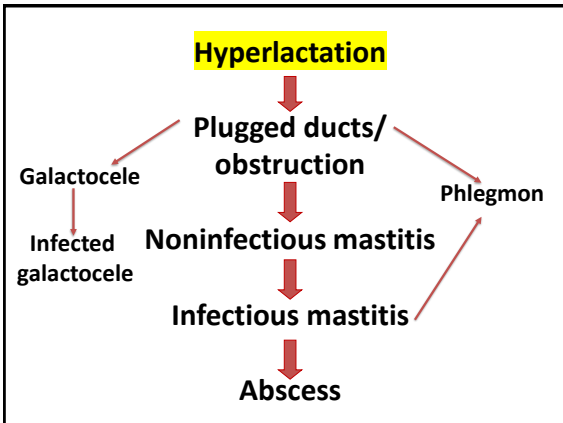 Hyperlactation
Plugged ducts/
obstruction
Galactocele
Phlegmon
Infected
galactocele
Noninfectious mastitis
Infectious mastitis
Abscess